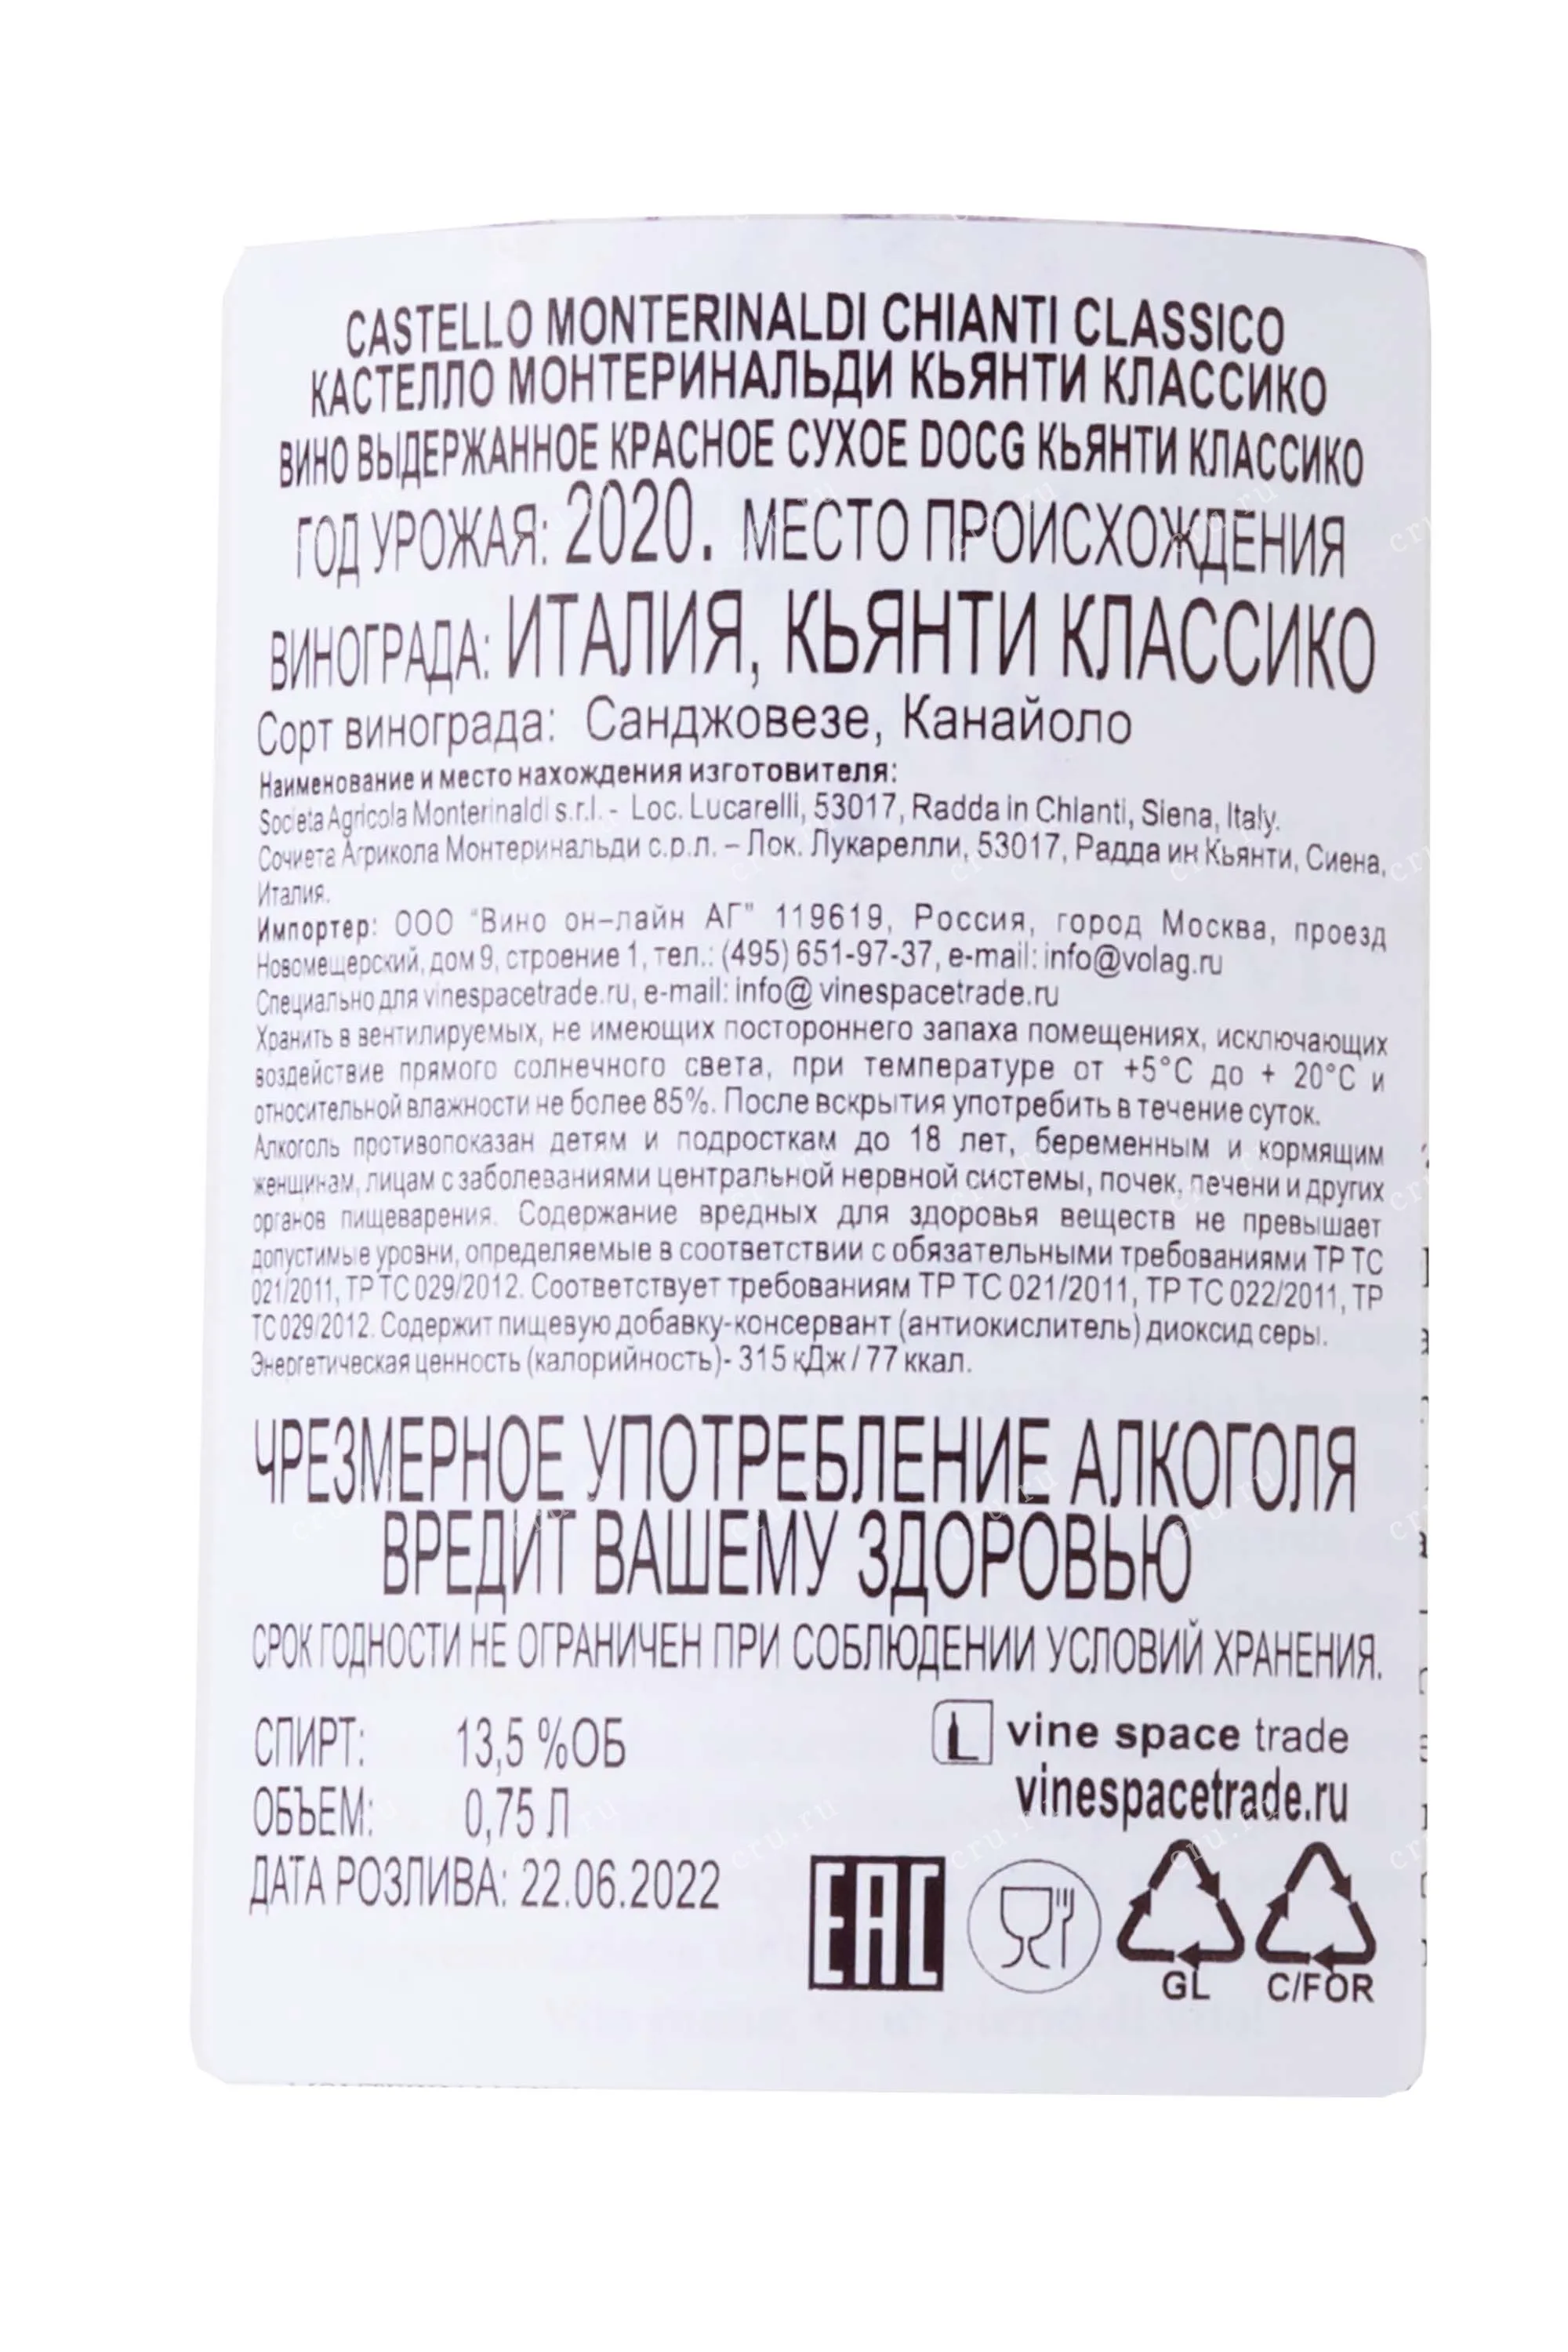 CASTELLO MONTERINALDI CHIANTI CLASSICO
КАСТЕЛЛО МОНТЕРИНАЛЬДИ КЬЯНТИ КЛАССИКО
ВИНО ВЫДЕРЖАННОЕ КРАСНОЕ СУХОЕ DOCG КЬЯНТИ КЛАССИКО
ГОД УРОЖАЯ: 2020. МЕСТО ПРОИСХОЖДЕНИЯ
ВИНОГРАДА: ИТАЛИЯ, КЬЯНТИ КЛАССИКО
Сорт винограда: Санджовезе, Канайоло
Наименование и место нахождения изготовителя:
Societa Agricola Monterinaldi s.r.l. - Loc. Lucarelli, 53017, Radda in Chianti, Siena, Italy.
Сочиета Агрикола Монтеринальди с.р.л. – Лок. Лукарелли, 53017, Радда ин Кьянти, Сиена,
Италия.
Импортер: ООО "Вино он-лайн АГ" 119619, Россия, город Москва, проезд
Новомещерский, дом 9, строение 1, тел.: (495) 651-97-37, e-mail: info@volag.ru
Специально для vinespacetrade.ru, e-mail: info@ vinespacetrade.ru
Хранить в вентилируемых, не имеющих постороннего запаха помещениях, исключающих
воздействие прямого солнечного света, при температуре от +5°С до + 20°С и
относительной влажности не более 85%. После вскрытия употребить в течение суток.
Алкоголь противопоказан детям и подросткам до 18 лет, беременным и кормящим
женщинам, лицам с заболеваниями центральной нервной системы, почек, печени и других
органов пищеварения. Содержание вредных для здоровья веществ не превышает
допустимые уровни, определяемые в соответствии с обязательными требованиями ТР ТС
021/2011, ТР ТС 029/2012. Соответствует требованиям ТР ТС 021/2011, ТР ТС 022/2011, ТР
ТС 029/2012. Содержит пищевую добавку-консервант (антиокислитель) диоксид серы.
Энергетическая ценность (калорийность)- 315 кДж / 77 ккал.
ЧРЕЗМЕРНОЕ УПОТРЕБЛЕНИЕ АЛКОГОЛЯ
ВРЕДИТ ВАШЕМУ ЗДОРОВЬЮ
СРОК ГОДНОСТИ НЕ ОГРАНИЧЕН ПРИ СОБЛЮДЕНИИ УСЛОВИЙ ХРАНЕНИЯ.
СПИРТ: 13,5 %ОБ
vine space trade
ОБЪЕМ: 0,75 Л
vinespacetrade.ru
ДАТА РОЗЛИВА: 22.06.2022
EAC
GL
C/FOR
cru.ru